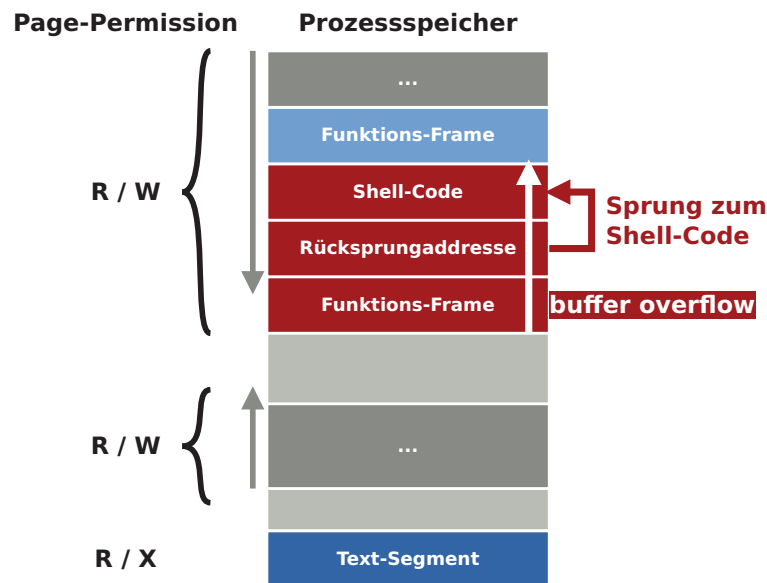 Page-Permission
Prozessspeicher
...
Funktions-Frame
R / W
Shell-Code
Sprung zum
Shell-Code
Rücksprungaddresse
Funktions-Frame
buffer overflow
R / W
...
R / X
Text-Segment